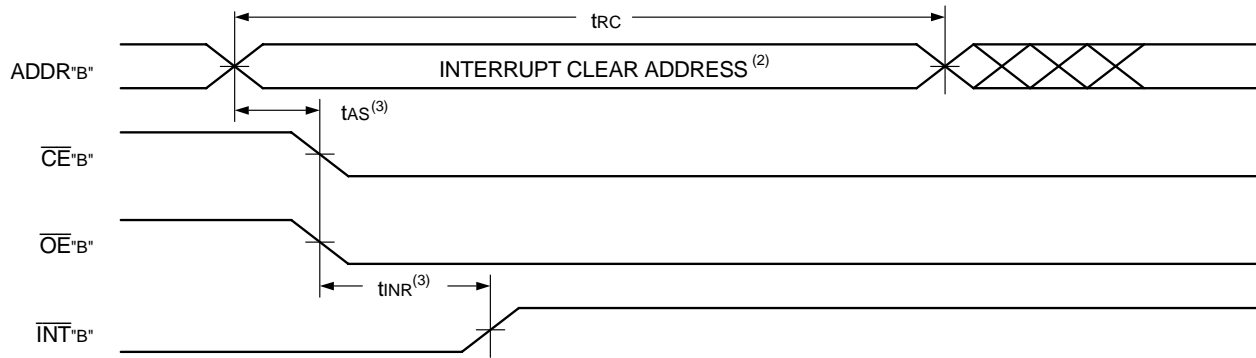 tRC
ADDR"B"
INTERRUPT CLEAR ADDRESS(2)
tAS(3)
CE"B"
OE"B"
tINR(3)
INT"B"